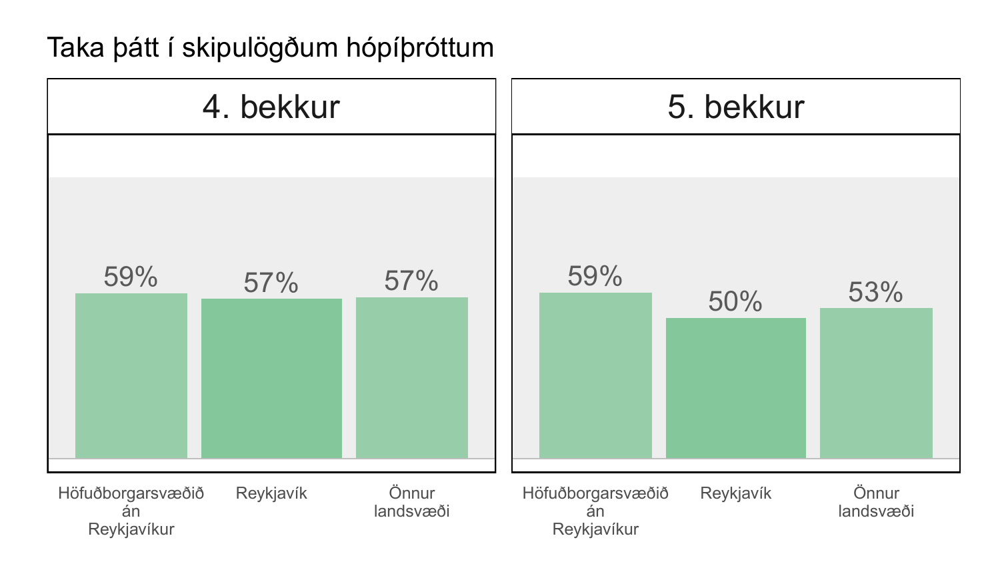 Taka þátt í skipulögðum hópíþróttum
4. bekkur
59%
57%
57%
Höfuðborgarsvæðið
án
Reykjavíkur
Reykjavík
Önnur
landsvæði
5. bekkur
59%
50%
53%
Höfuðborgarsvæðið
án
Reykjavíkur
Reykjavík
Önnur
landsvæði